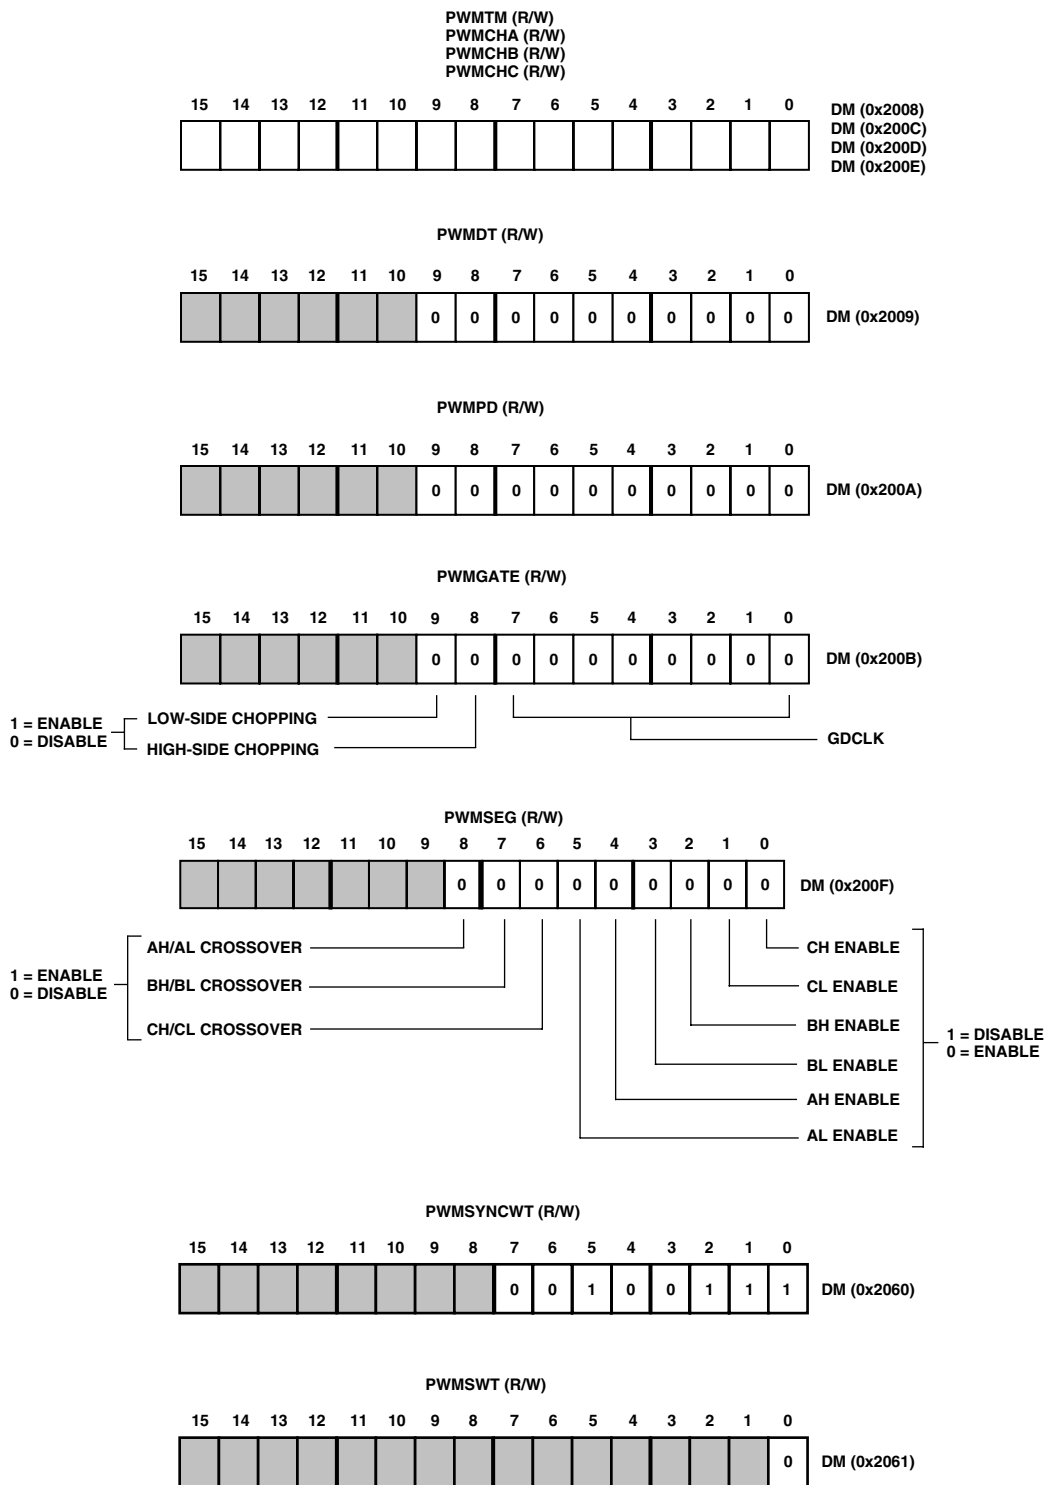 PWMTM (R/W)
PWMCHA (R/W)
PWMCHB (R/W)
PWMCHC (R/W)
15 14 13 12 11 10 9 8 7 6 5 4 3 2 1 0
DM (0x2008)
DM (0x200C)
DM (0x200D)
DM (0x200E)
PWMDT (R/W)
15 14 13 12 11 10 9 8 7 6 5 4 3 2 1 0
0 0 0 0 0 0 0 0 0 0 DM (0x2009)
PWMPD (R/W)
15 14 13 12 11 10 9 8 7 6 5 4 3 2 1 0
0 0 0 0 0 0 0 0 0 0 DM (0x200A)
PWMGATE (R/W)
15 14 13 12 11 10 9 8 7 6 5 4 3 2 1 0
0 0 0 0 0 0 0 0 0 0 DM (0x200B)
1 = ENABLE
0 = DISABLE
LOW-SIDE CHOPPING
HIGH-SIDE CHOPPING
GDCLK
PWMSEG (R/W)
15 14 13 12 11 10 9 8 7 6 5 4 3 2 1 0
0 0 0 0 0 0 0 0 0 DM (0x200F)
1 = ENABLE
0 = DISABLE
AH/AL CROSSOVER
BH/BL CROSSOVER
CH/CL CROSSOVER
CH ENABLE
CL ENABLE
BH ENABLE
BL ENABLE
AH ENABLE
AL ENABLE
1 = DISABLE
0 = ENABLE
PWMSYNCWT (R/W)
15 14 13 12 11 10 9 8 7 6 5 4 3 2 1 0
0 0 1 0 0 1 1 1 DM (0x2060)
PWMSWT (R/W)
15 14 13 12 11 10 9 8 7 6 5 4 3 2 1 0
0 DM (0x2061)